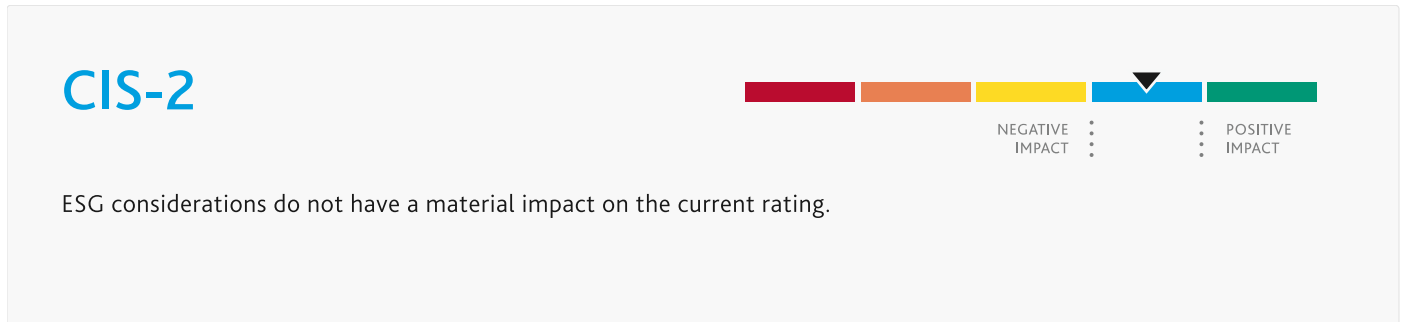 CIS-2
NEGATIVE
IMPACT
POSITIVE
IMPACT
ESG considerations do not have a material impact on the current rating.